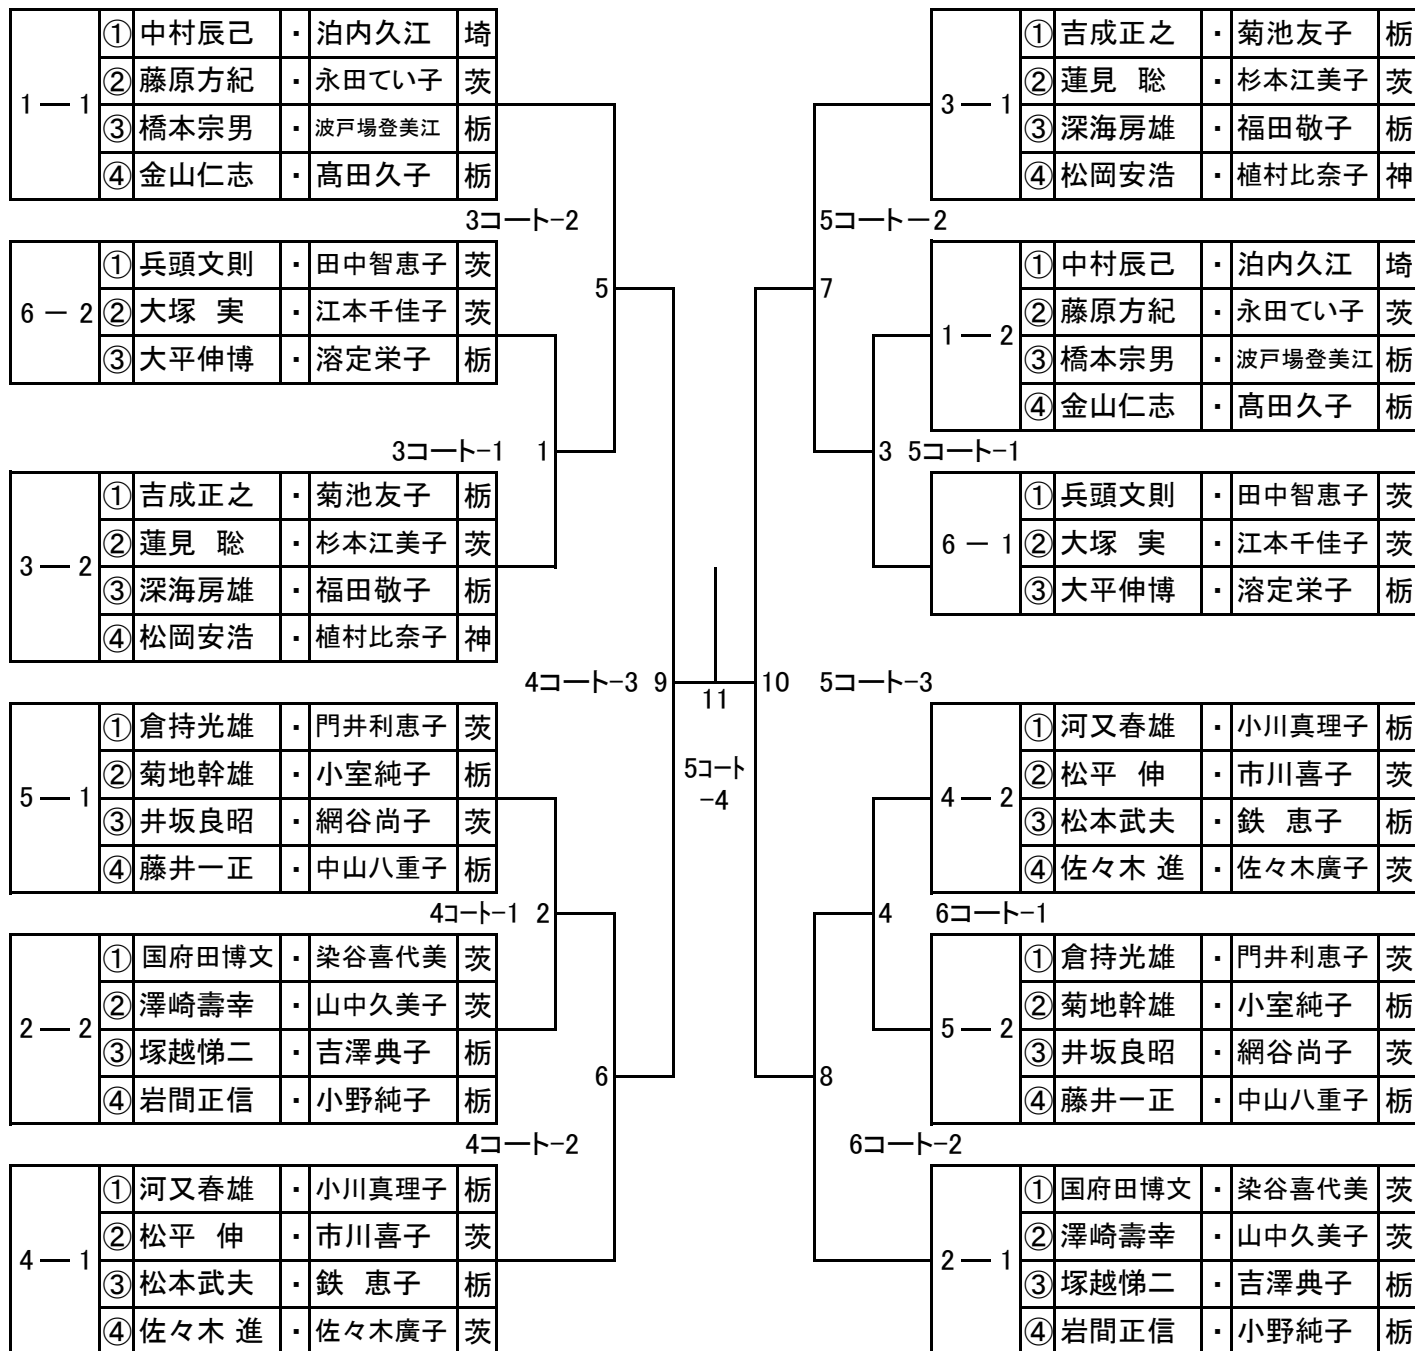 1 — 1
① 中村辰己 ・ 泊内久江 埼
② 藤原方紀 ・ 永田てい子 茨
③ 橋本宗男 ・ 波戸場登美江 栃
④ 金山仁志 ・ 髙田久子 栃
3コート-2
6 － 2
① 兵頭文則 ・ 田中智恵子 茨
② 大塚　実 ・ 江本千佳子 茨
③ 大平伸博 ・ 溶定栄子 栃
5
3コート-1 1
3 — 2
① 吉成正之 ・ 菊池友子 栃
② 蓮見　聡 ・ 杉本江美子 茨
③ 深海房雄 ・ 福田敬子 栃
④ 松岡安浩 ・ 植村比奈子 神
4コート-3 9
5 — 1
① 倉持光雄 ・ 門井利恵子 茨
② 菊地幹雄 ・ 小室純子 栃
③ 井坂良昭 ・ 網谷尚子 茨
④ 藤井一正 ・ 中山八重子 栃
4コート-1 2
2 — 2
① 国府田博文 ・ 染谷喜代美 茨
② 澤崎壽幸 ・ 山中久美子 茨
③ 塚越悌二 ・ 吉澤典子 栃
④ 岩間正信 ・ 小野純子 栃
6
4コート-2
4 — 1
① 河又春雄 ・ 小川真理子 栃
② 松平　伸 ・ 市川喜子 茨
③ 松本武夫 ・ 鉄　恵子 栃
④ 佐々木 進 ・ 佐々木廣子 茨
11
5コート
-4
3 — 1
① 吉成正之 ・ 菊池友子 栃
② 蓮見　聡 ・ 杉本江美子 茨
③ 深海房雄 ・ 福田敬子 栃
④ 松岡安浩 ・ 植村比奈子 神
5コート－2
7
1 — 2
① 中村辰己 ・ 泊内久江 埼
② 藤原方紀 ・ 永田てい子 茨
③ 橋本宗男 ・ 波戸場登美江 栃
④ 金山仁志 ・ 髙田久子 栃
3 5コート-1
6 － 1
① 兵頭文則 ・ 田中智恵子 茨
② 大塚　実 ・ 江本千佳子 茨
③ 大平伸博 ・ 溶定栄子 栃
10 5コート-3
4 — 2
① 河又春雄 ・ 小川真理子 栃
② 松平　伸 ・ 市川喜子 茨
③ 松本武夫 ・ 鉄　恵子 栃
④ 佐々木 進 ・ 佐々木廣子 茨
4 6コート-1
5 — 2
① 倉持光雄 ・ 門井利恵子 茨
② 菊地幹雄 ・ 小室純子 栃
③ 井坂良昭 ・ 網谷尚子 茨
④ 藤井一正 ・ 中山八重子 栃
8
6コート-2
2 — 1
① 国府田博文 ・ 染谷喜代美 茨
② 澤崎壽幸 ・ 山中久美子 茨
③ 塚越悌二 ・ 吉澤典子 栃
④ 岩間正信 ・ 小野純子 栃